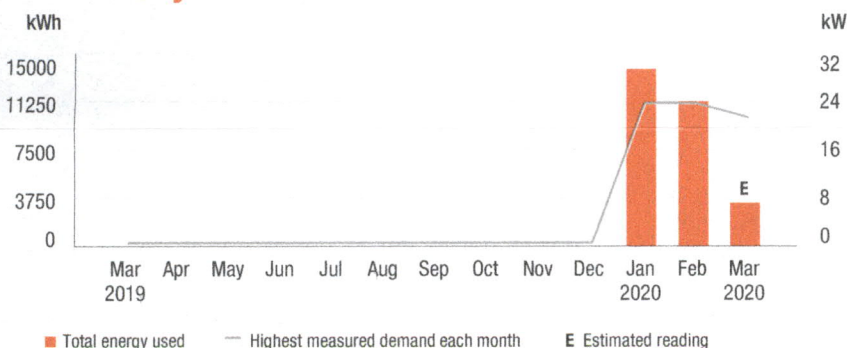 kWh kW
15000 32
11250 24
7500 16
3750 8
E
0 0
Mar Apr May Jun Jul Aug Sep Oct Nov Dec Jan Feb Mar
2019 2020 2020
Total energy used Highest measured demand each month E Estimated reading